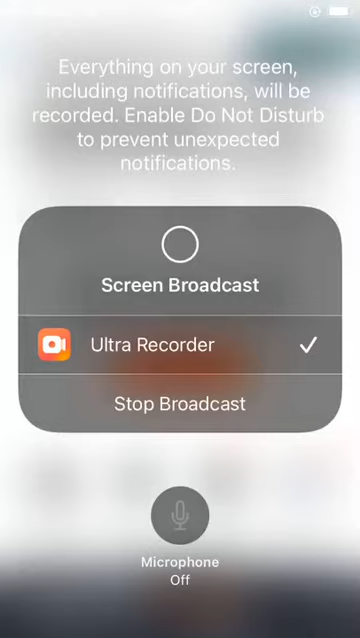 Everything on your screen,
including notifications, will be
recorded. Enable Do Not Disturb
to prevent unexpected
notifications.
Screen Broadcast
Ultra Recorder
Stop Broadcast
Microphone
Off